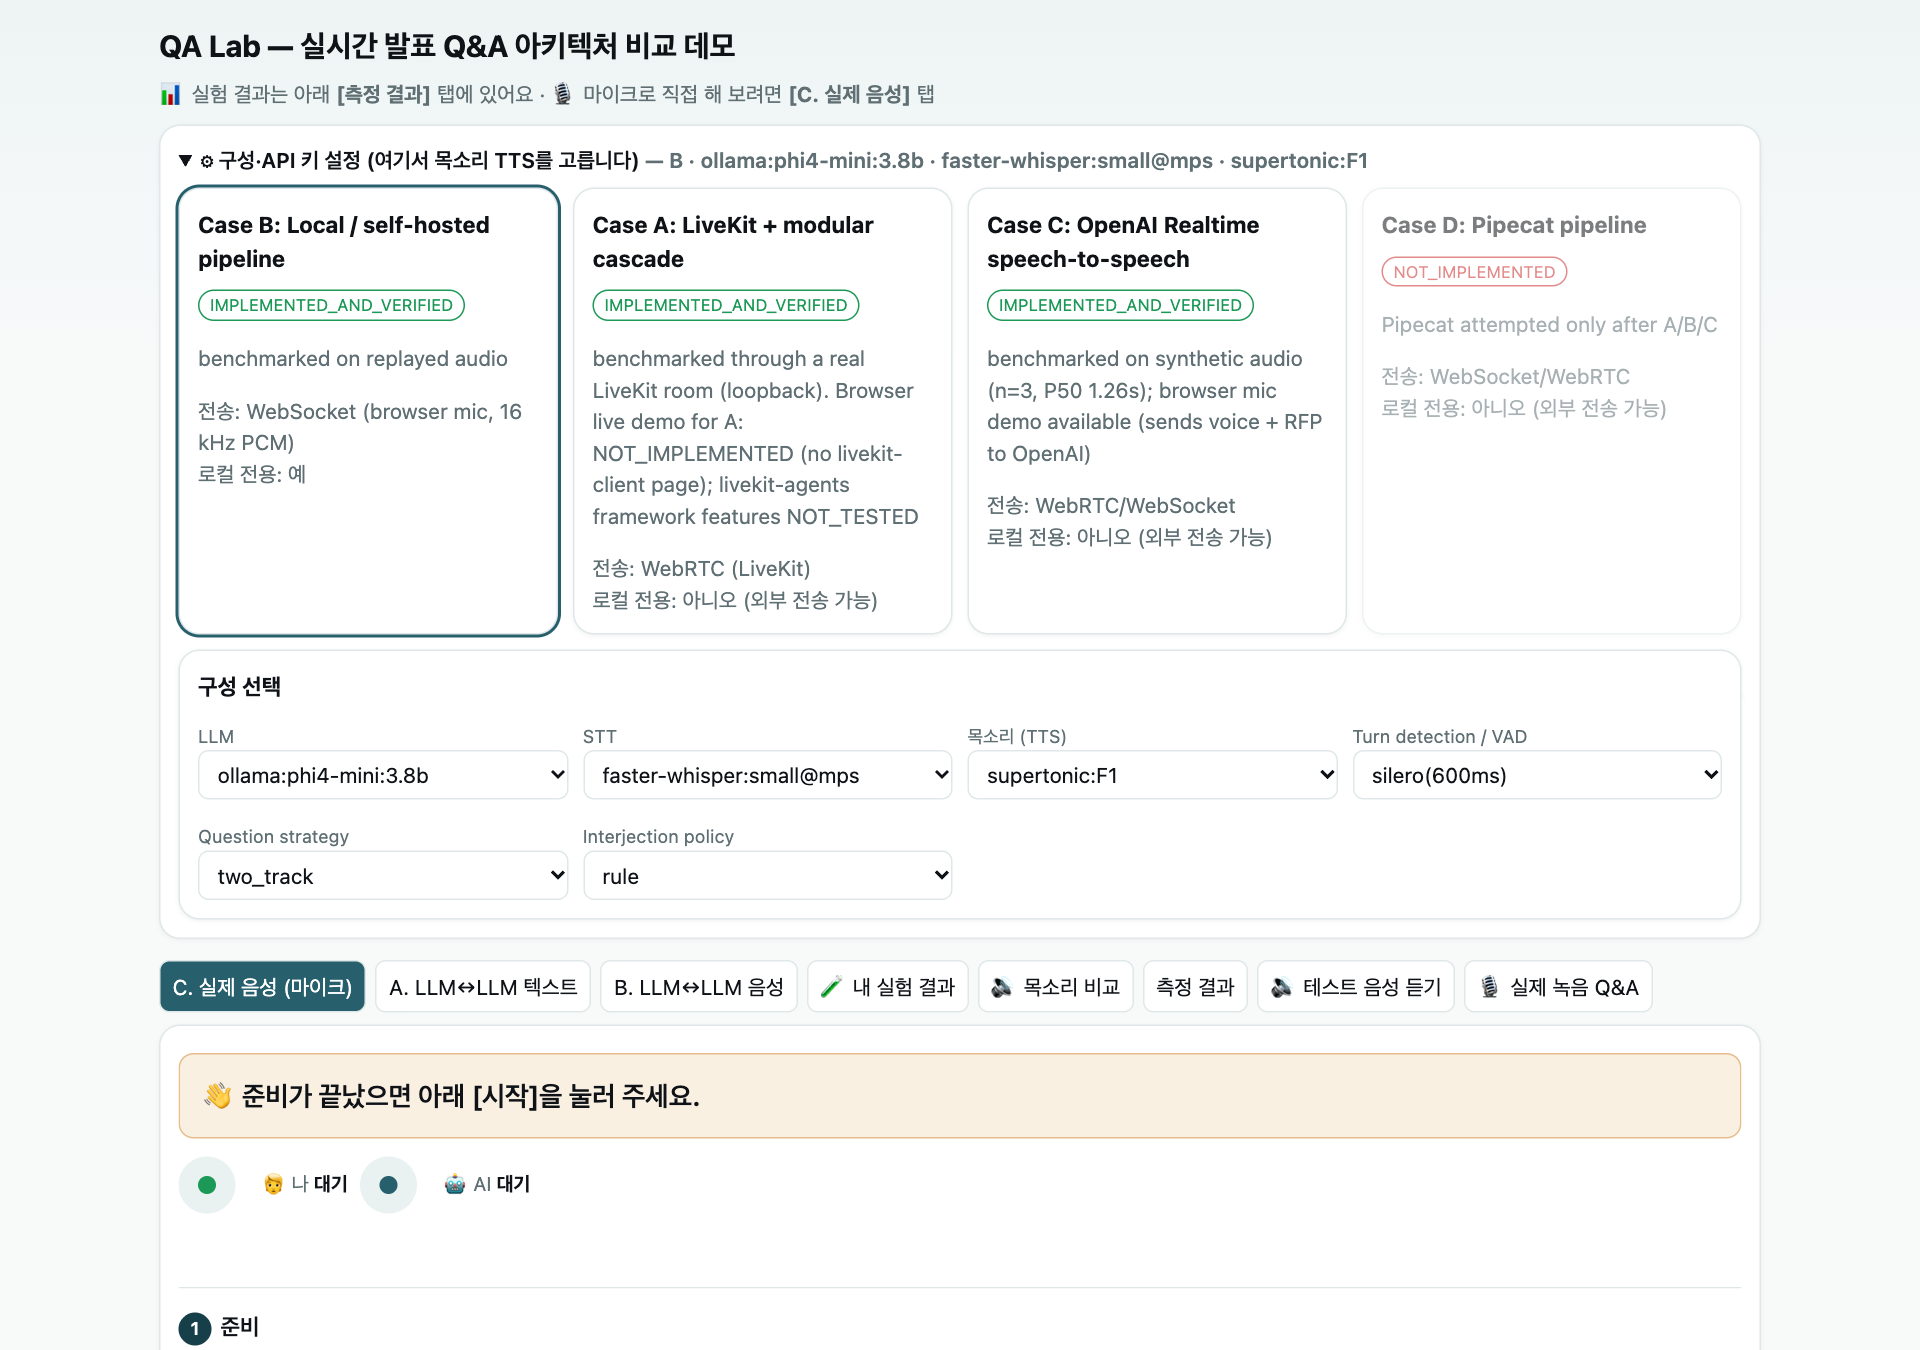 QA Lab — 실시간 발표 Q&A 아키텍처 비교 데모
📊 실험 결과는 아래 [측정 결과] 탭에 있어요 · 🎙️ 마이크로 직접 해 보려면 [C. 실제 음성] 탭
▼ ⚙ 구성·API 키 설정 (여기서 목소리 TTS를 고릅니다) — B · ollama:phi4-mini:3.8b · faster-whisper:small@mps · supertonic:F1
Case B: Local / self-hosted
pipeline
IMPLEMENTED_AND_VERIFIED
benchmarked on replayed audio
전송: WebSocket (browser mic, 16
kHz PCM)
로컬 전용: 예
Case A: LiveKit + modular
cascade
IMPLEMENTED_AND_VERIFIED
benchmarked through a real
LiveKit room (loopback). Browser
live demo for A:
NOT_IMPLEMENTED (no livekit-
client page); livekit-agents
framework features NOT_TESTED
전송: WebRTC (LiveKit)
로컬 전용: 아니오 (외부 전송 가능)
Case C: OpenAI Realtime
speech-to-speech
IMPLEMENTED_AND_VERIFIED
benchmarked on synthetic audio
(n=3, P50 1.26s); browser mic
demo available (sends voice + RFP
to OpenAI)
전송: WebRTC/WebSocket
로컬 전용: 아니오 (외부 전송 가능)
Case D: Pipecat pipeline
NOT_IMPLEMENTED
Pipecat attempted only after A/B/C
전송: WebSocket/WebRTC
로컬 전용: 아니오 (외부 전송 가능)
구성 선택
LLM
ollama:phi4-mini:3.8b
STT
faster-whisper:small@mps
목소리 (TTS)
supertonic:F1
Turn detection / VAD
silero(600ms)
Question strategy
two_track
Interjection policy
rule
C. 실제 음성 (마이크)
A. LLM↔LLM 텍스트
B. LLM↔LLM 음성
🧪 내 실험 결과
🔊 목소리 비교
측정 결과
🔊 테스트 음성 듣기
🎙️ 실제 녹음 Q&A
👋 준비가 끝났으면 아래 [시작]을 눌러 주세요.
🧑 나 대기
🤖 AI 대기
1 준비